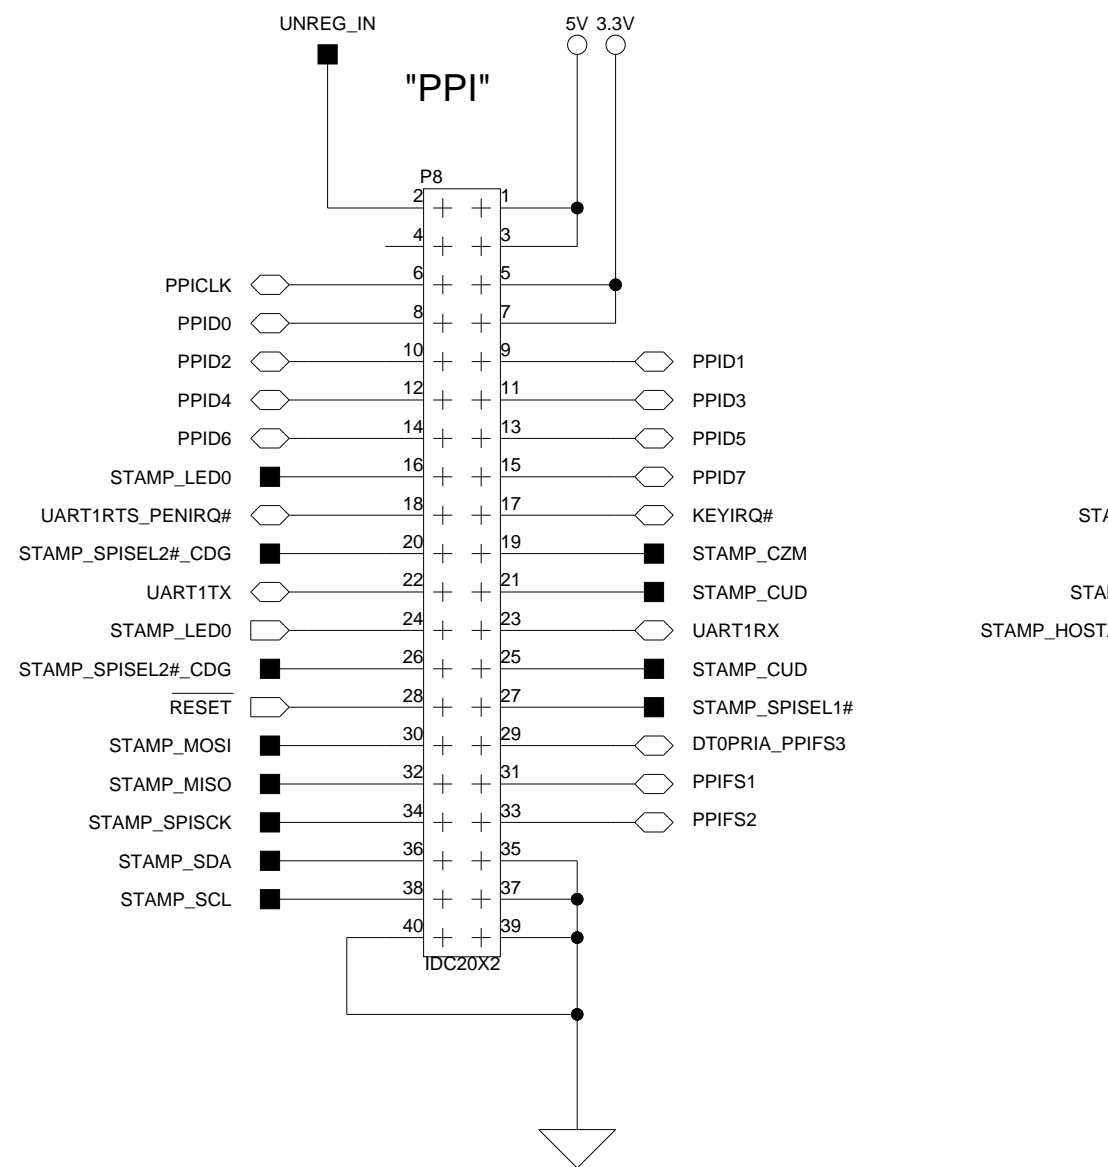 UNREG_IN
5V 3.3V
"PPI"
P8
2 1
4 3
PPICLK 6 5
PPID0 8 7
PPID2 10 9 PPID1
PPID4 12 11 PPID3
PPID6 14 13 PPID5
STAMP_LED0 16 15 PPID7
UART1RTS_PENIRQ# 18 17 KEYIRQ# STA
STAMP_SPISEL2#_CDG 20 19 STAMP_CZM
UART1TX 22 21 STAMP_CUD STA
STAMP_LED0 24 23 UART1RX STAMP_HOSTA
STAMP_SPISEL2#_CDG 26 25 STAMP_CUD
RESET 28 27 STAMP_SPISEL1#
STAMP_MOSI 30 29 DT0PRIA_PPIFS3
STAMP_MISO 32 31 PPIFS1
STAMP_SPISCK 34 33 PPIFS2
STAMP_SDA 36 35
STAMP_SCL 38 37
40 39
IDC20X2